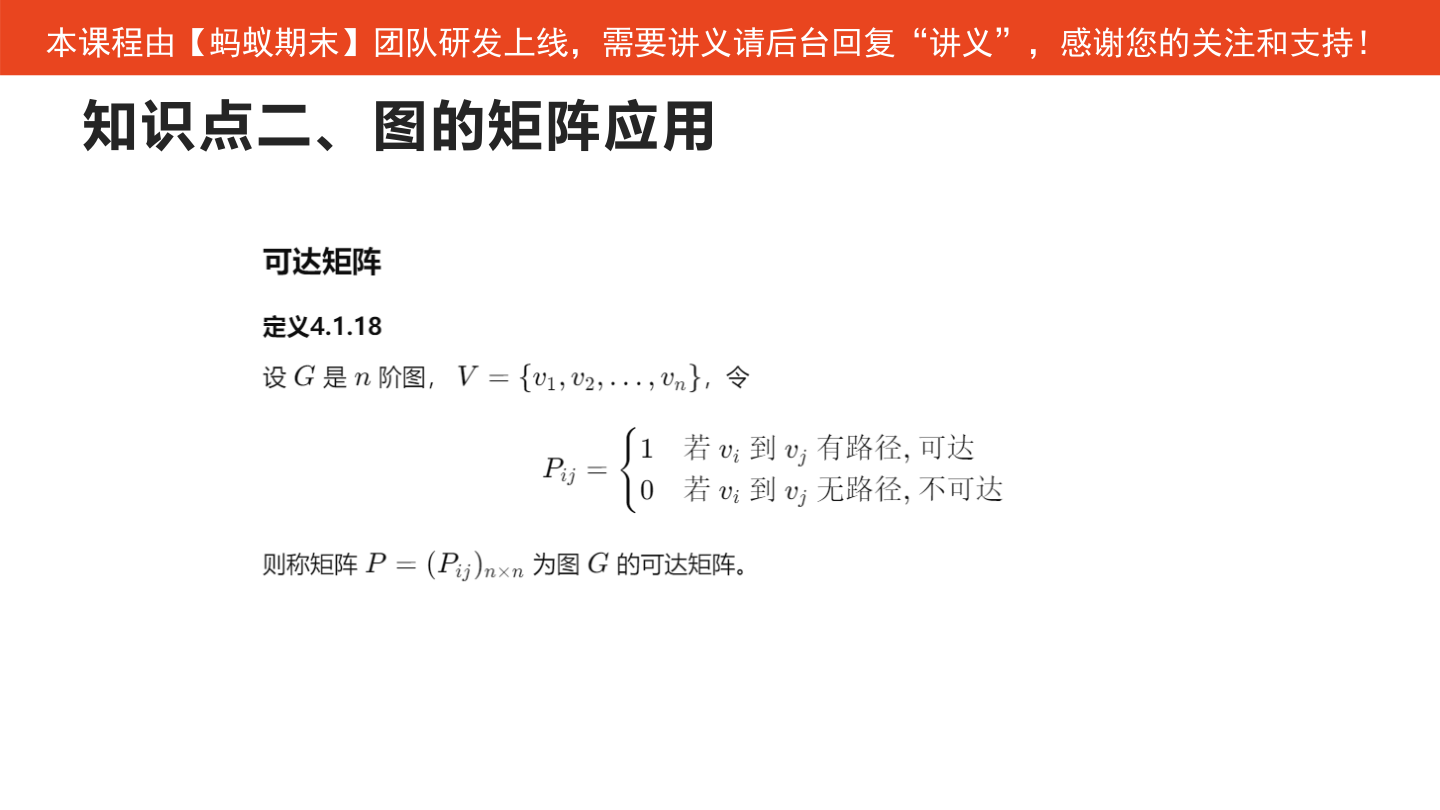 本课程由【蚂蚁期末】团队研发上线，需要讲义请后台回复“讲义”，感谢您的关注和支持！
知识点二、图的矩阵应用
可达矩阵
定义4.1.18
设 G 是 n 阶图， V = {v₁, v₂, . . . , vₙ}，令
Pᵢⱼ = { 1 若 vᵢ 到 vⱼ 有路径, 可达
0 若 vᵢ 到 vⱼ 无路径, 不可达
则称矩阵 P = (Pᵢⱼ)ₙ×ₙ 为图 G 的可达矩阵。